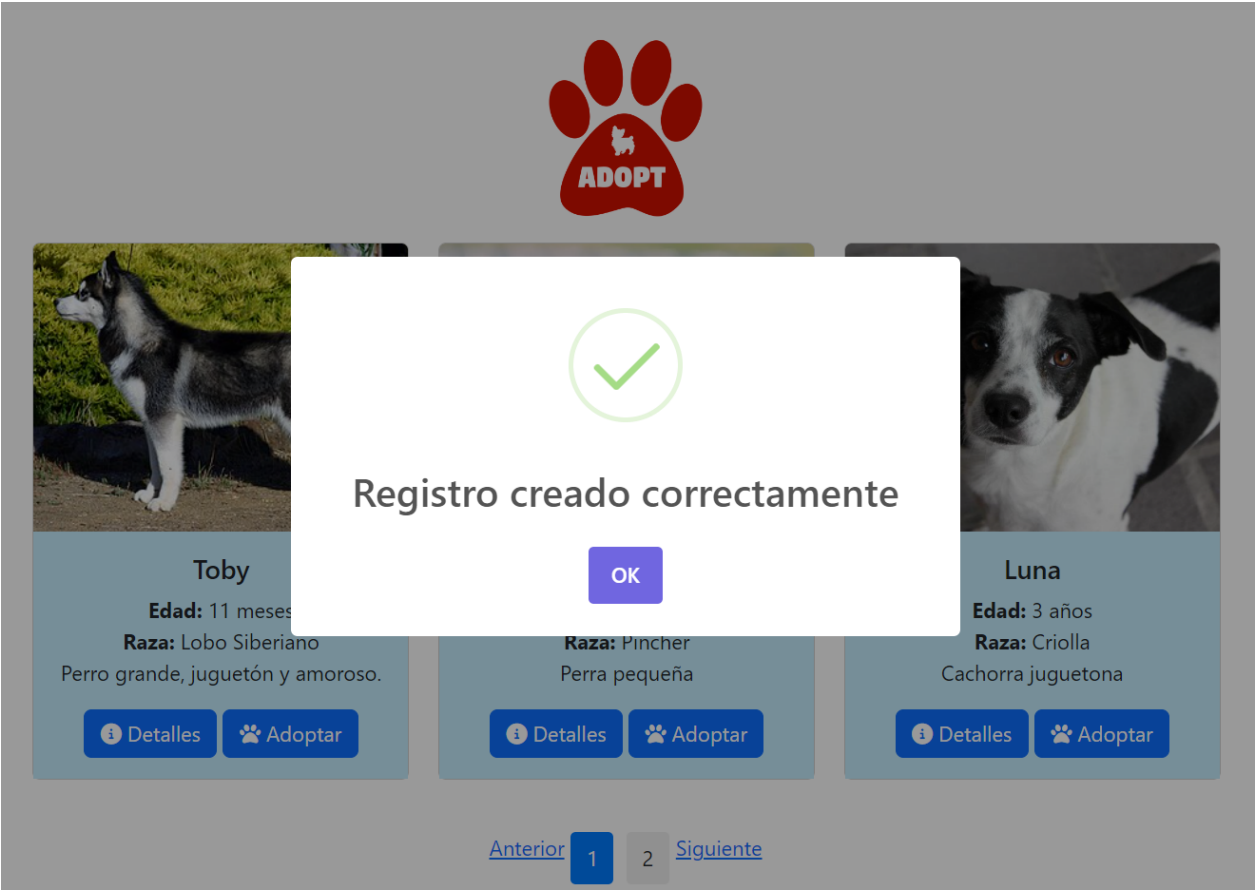 ADOPT
Registro creado correctamente
OK
Toby
Edad: 11 meses
Raza: Lobo Siberiano
Perro grande, juguetón y amoroso.
Detalles
Adoptar
Raza: Pincher
Perra pequeña
Detalles
Adoptar
Luna
Edad: 3 años
Raza: Criolla
Cachorra juguetona
Detalles
Adoptar
Anterior 1 2 Siguiente